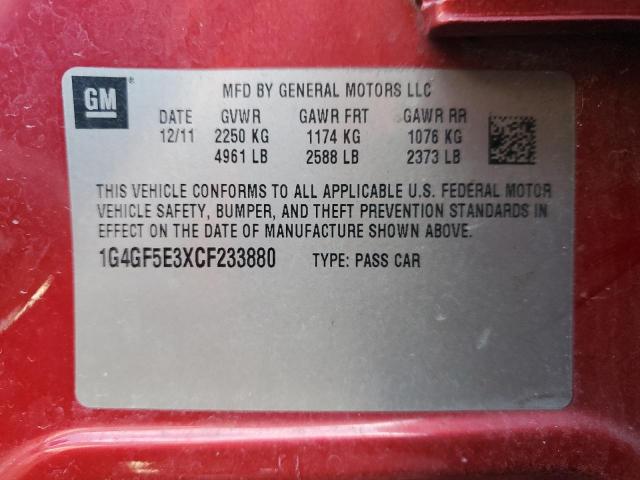 GM ®
MFD BY GENERAL MOTORS LLC
DATE GVWR GAWR FRT GAWR RR
12/11 2250 KG 1174 KG 1076 KG
4961 LB 2588 LB 2373 LB
THIS VEHICLE CONFORMS TO ALL APPLICABLE U.S. FEDERAL MOTOR
VEHICLE SAFETY, BUMPER, AND THEFT PREVENTION STANDARDS IN
EFFECT ON THE DATE OF MANUFACTURE SHOWN ABOVE.
1G4GF5E3XCF233880 TYPE: PASS CAR